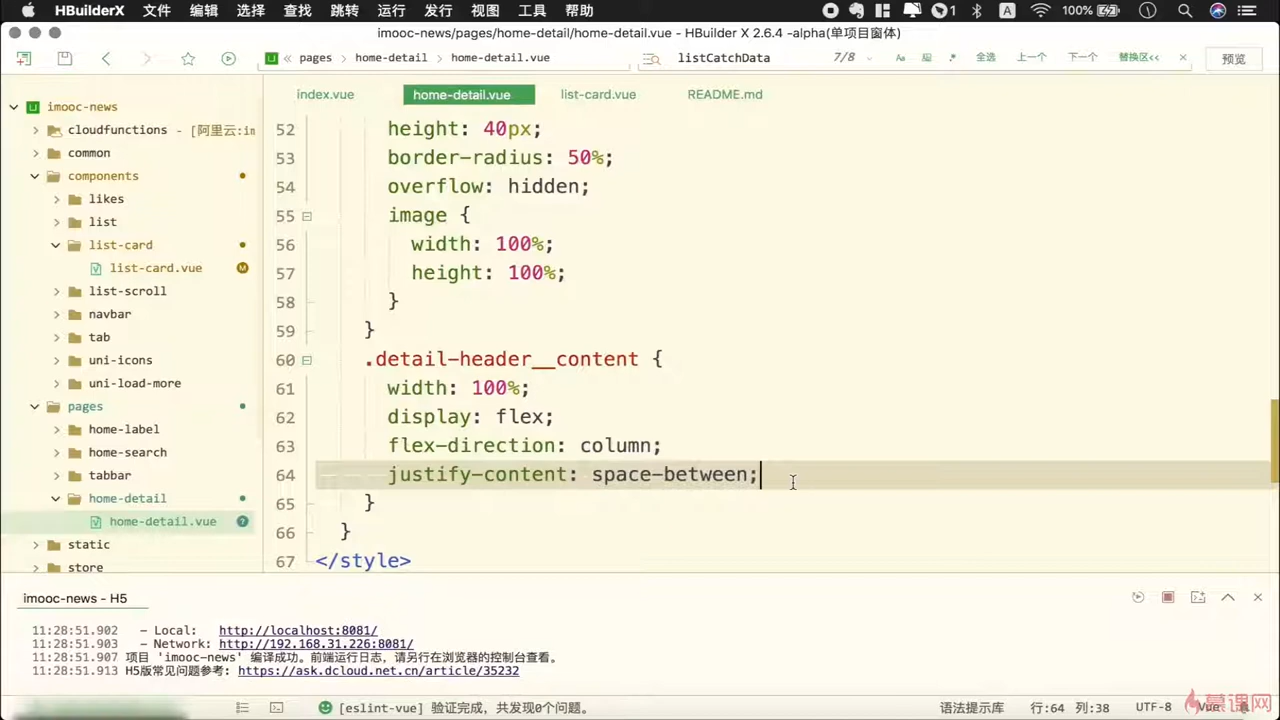 HBuilderX 文件 编辑 选择 查找 跳转 运行 发行 视图 工具 帮助 1 A 100%
imooc-news/pages/home-detail/home-detail.vue - HBuilder X 2.6.4 -alpha(单项目窗体)
pages home-detail home-detail.vue listCatchData 7/8 全选 上一个 下一个 替换区<< 预览
index.vue home-detail.vue list-card.vue README.md
imooc-news
cloudfunctions - [阿里云:im
common
components
likes
list
list-card
list-card.vue M
list-scroll
navbar
tab
uni-icons
uni-load-more
pages
home-label
home-search
tabbar
home-detail
home-detail.vue ?
static
store
52 height: 40px;
53 border-radius: 50%;
54 overflow: hidden;
55 image {
56 width: 100%;
57 height: 100%;
58 }
59 }
60 .detail-header__content {
61 width: 100%;
62 display: flex;
63 flex-direction: column;
64 justify-content: space-between;
65 }
66 }
67 </style>
imooc-news - H5
11:28:51.902 - Local: http://localhost:8081/
11:28:51.903 - Network: http://192.168.31.226:8081/
11:28:51.907 项目 'imooc-news' 编译成功。前端运行日志，请另行在浏览器的控制台查看。
11:28:51.913 H5版常见问题参考: https://ask.dcloud.net.cn/article/35232
[eslint-vue] 验证完成，共发现0个问题。 语法提示库 行:64 列:38 UTF-8 Vue
慕课网